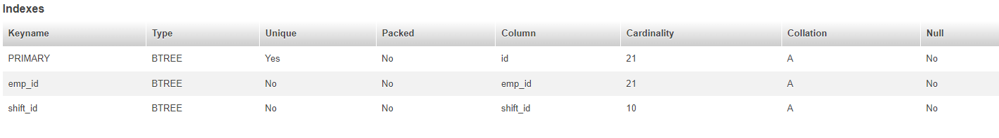 Indexes
Keyname Type Unique Packed Column Cardinality Collation Null
PRIMARY BTREE Yes No id 21 A No
emp_id BTREE No No emp_id 21 A No
shift_id BTREE No No shift_id 10 A No